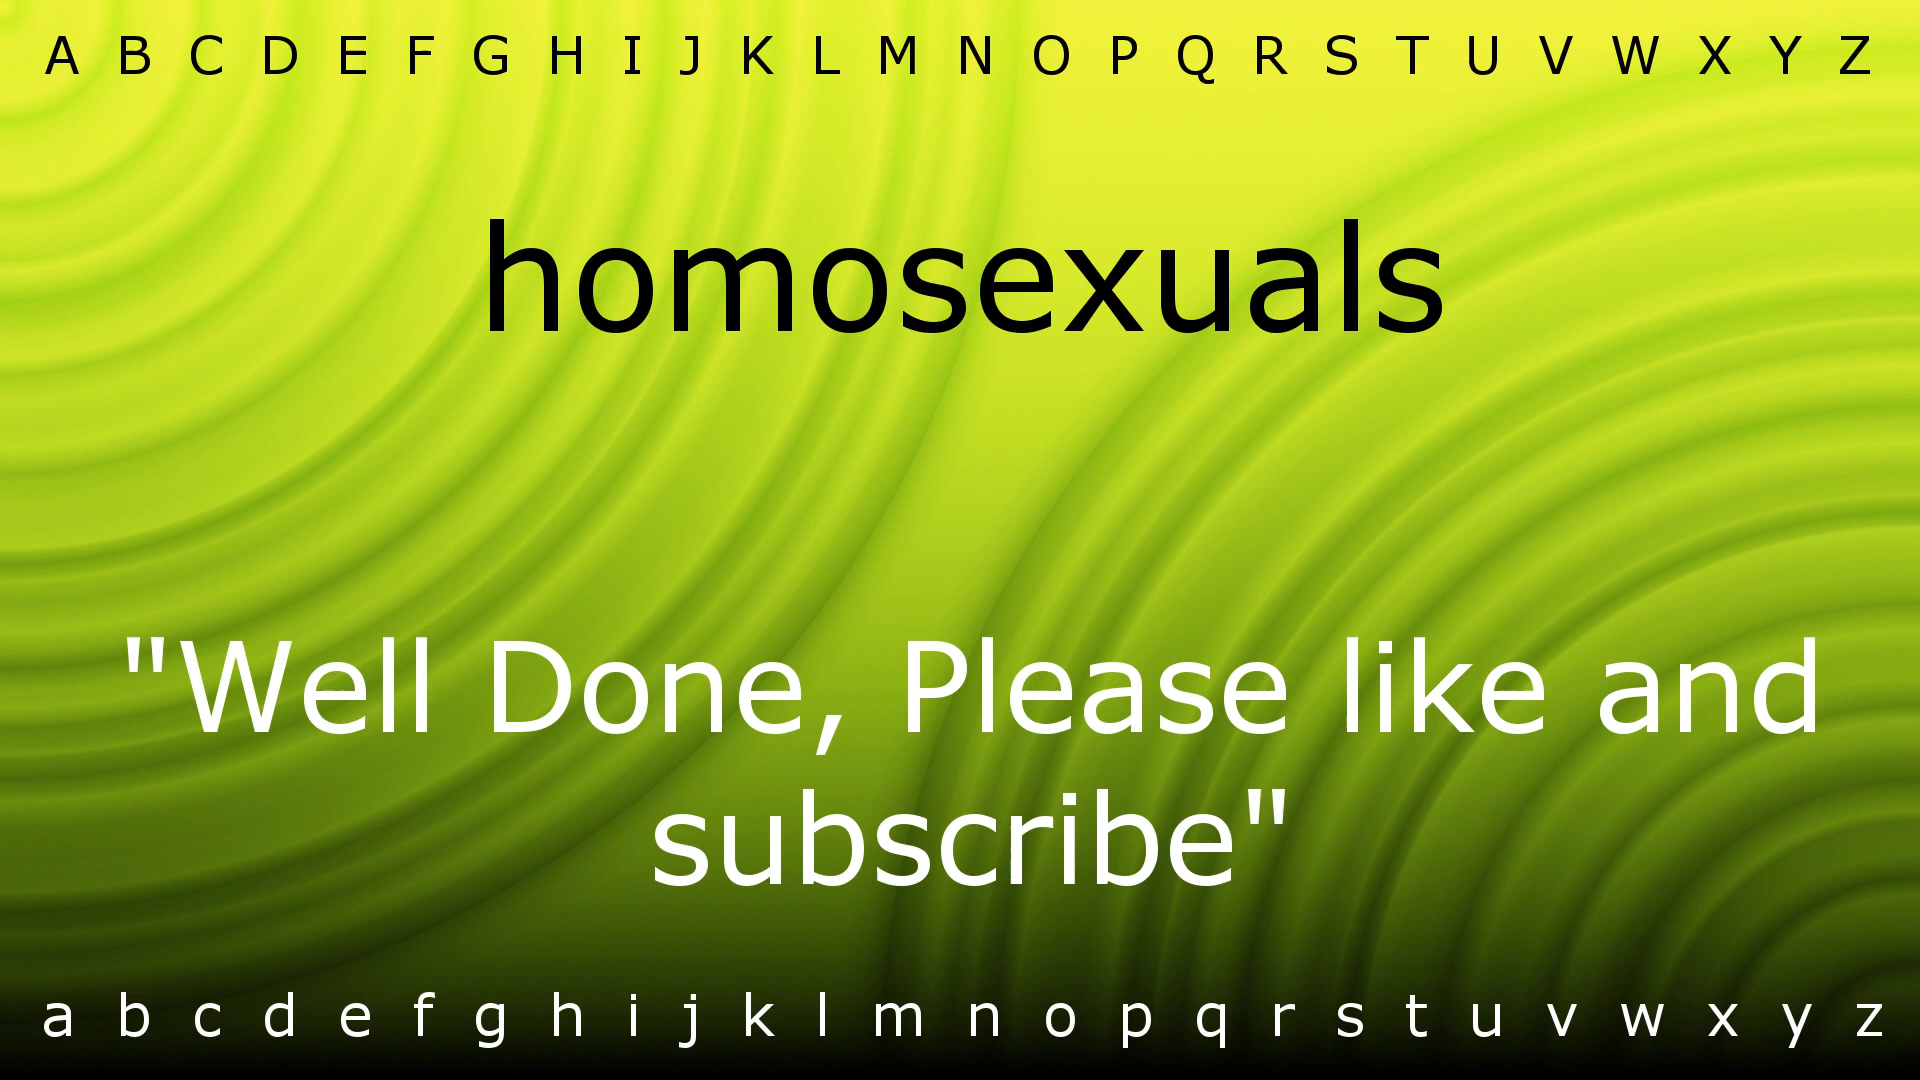 A B C D E F G H I J K L M N O P Q R S T U V W X Y Z
homosexuals
"Well Done, Please like and
subscribe"
a b c d e f g h i j k l m n o p q r s t u v w x y z